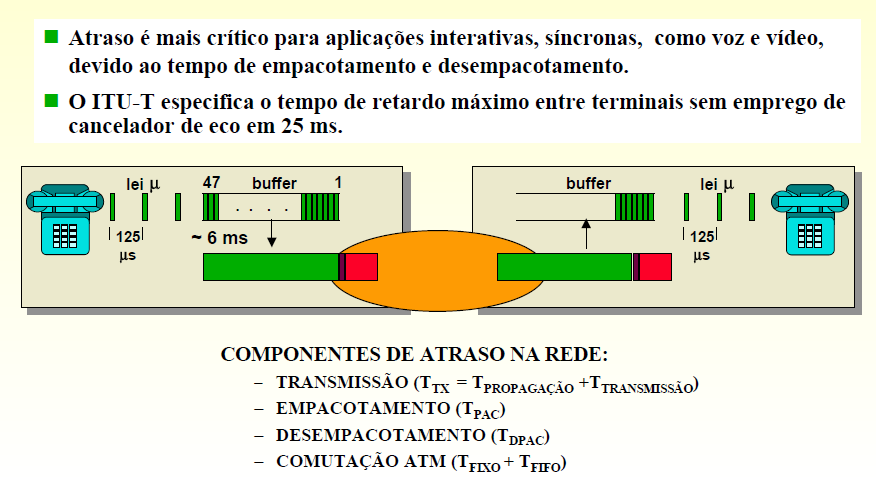 Atraso é mais crítico para aplicações interativas, síncronas, como voz e vídeo,
devido ao tempo de empacotamento e desempacotamento.
O ITU-T especifica o tempo de retardo máximo entre terminais sem emprego de
cancelador de eco em 25 ms.
lei μ 47 buffer 1
. . . .
125
μs
~ 6 ms
buffer lei μ
125
μs
COMPONENTES DE ATRASO NA REDE:
– TRANSMISSÃO (TTX = TPROPAGAÇÃO +TTRANSMISSÃO)
– EMPACOTAMENTO (TPAC)
– DESEMPACOTAMENTO (TDPAC)
– COMUTAÇÃO ATM (TFIXO + TFIFO)